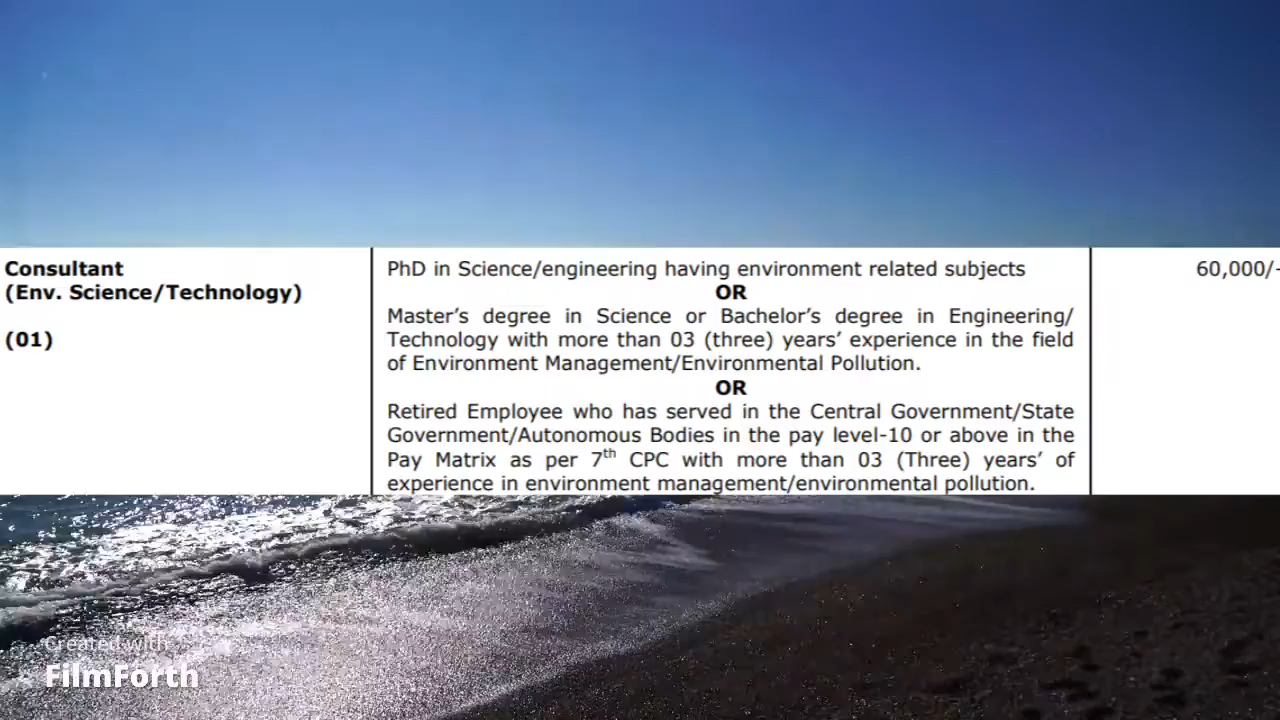 Consultant
(Env. Science/Technology)
(01)
PhD in Science/engineering having environment related subjects
OR
Master’s degree in Science or Bachelor’s degree in Engineering/
Technology with more than 03 (three) years’ experience in the field
of Environment Management/Environmental Pollution.
OR
Retired Employee who has served in the Central Government/State
Government/Autonomous Bodies in the pay level-10 or above in the
Pay Matrix as per 7th CPC with more than 03 (Three) years’ of
experience in environment management/environmental pollution.
60,000/-
Created with
FilmForth